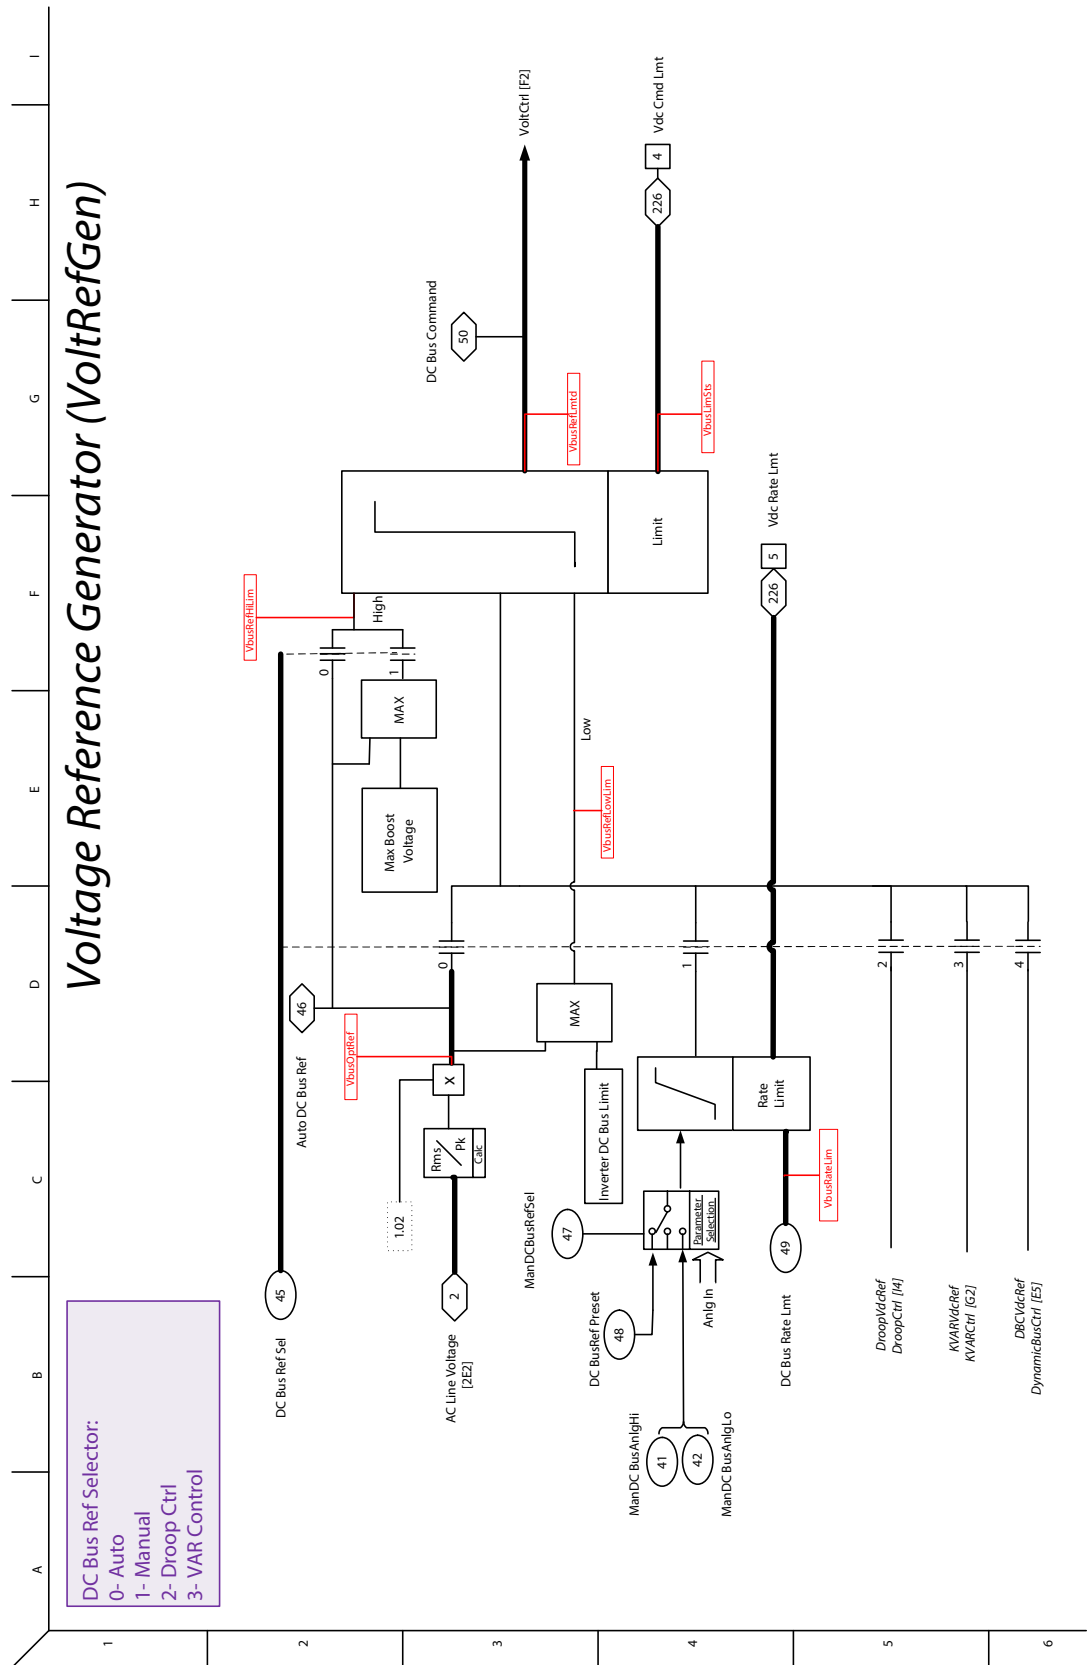 Voltage Reference Generator (VoltRefGen)
A
B
C
D
E
F
G
H
I
1
2
3
4
5
6
DC Bus Ref Selector:
0- Auto
1- Manual
2- Droop Ctrl
3- VAR Control
DC Bus Ref Sel
45
Auto DC Bus Ref
46
VbusRefHiLim
0
1
High
MAX
Max Boost
Voltage
1.02
VbusOptRef
AC Line Voltage
[2E2]
2
Rms
Pk
Calc
X
0
DC Bus Command
50
VoltCtrl [F2]
VbusRefLmtd
MAX
Inverter DC Bus Limit
Low
VbusRefLowLim
Limit
VbusLimSts
226
4
Vdc Cmd Lmt
ManDCBusRefSel
47
DC BusRef Preset
48
ManDC BusAnlgHi
41
42
ManDC BusAnlgLo
Anlg In
Parameter
Selection
1
Rate
Limit
VbusRateLim
DC Bus Rate Lmt
49
226
5
Vdc Rate Lmt
DroopVdcRef
DroopCtrl [I4]
2
KVARVdcRef
KVARCtrl [G2]
3
DBCVdcRef
DynamicBusCtrl [E5]
4